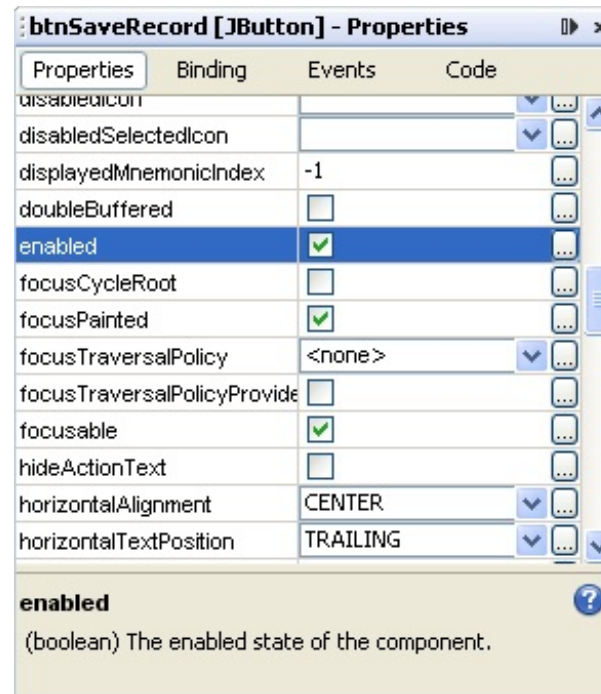 btnSaveRecord [JButton] - Properties
Properties Binding Events Code
disabledIcon ...
disabledSelectedIcon ...
displayedMnemonicIndex -1 ...
doubleBuffered ...
enabled ...
focusCycleRoot ...
focusPainted ...
focusTraversalPolicy <none> ...
focusTraversalPolicyProvide ...
focusable ...
hideActionText ...
horizontalAlignment CENTER ...
horizontalTextPosition TRAILING ...
enabled ?
(boolean) The enabled state of the component.